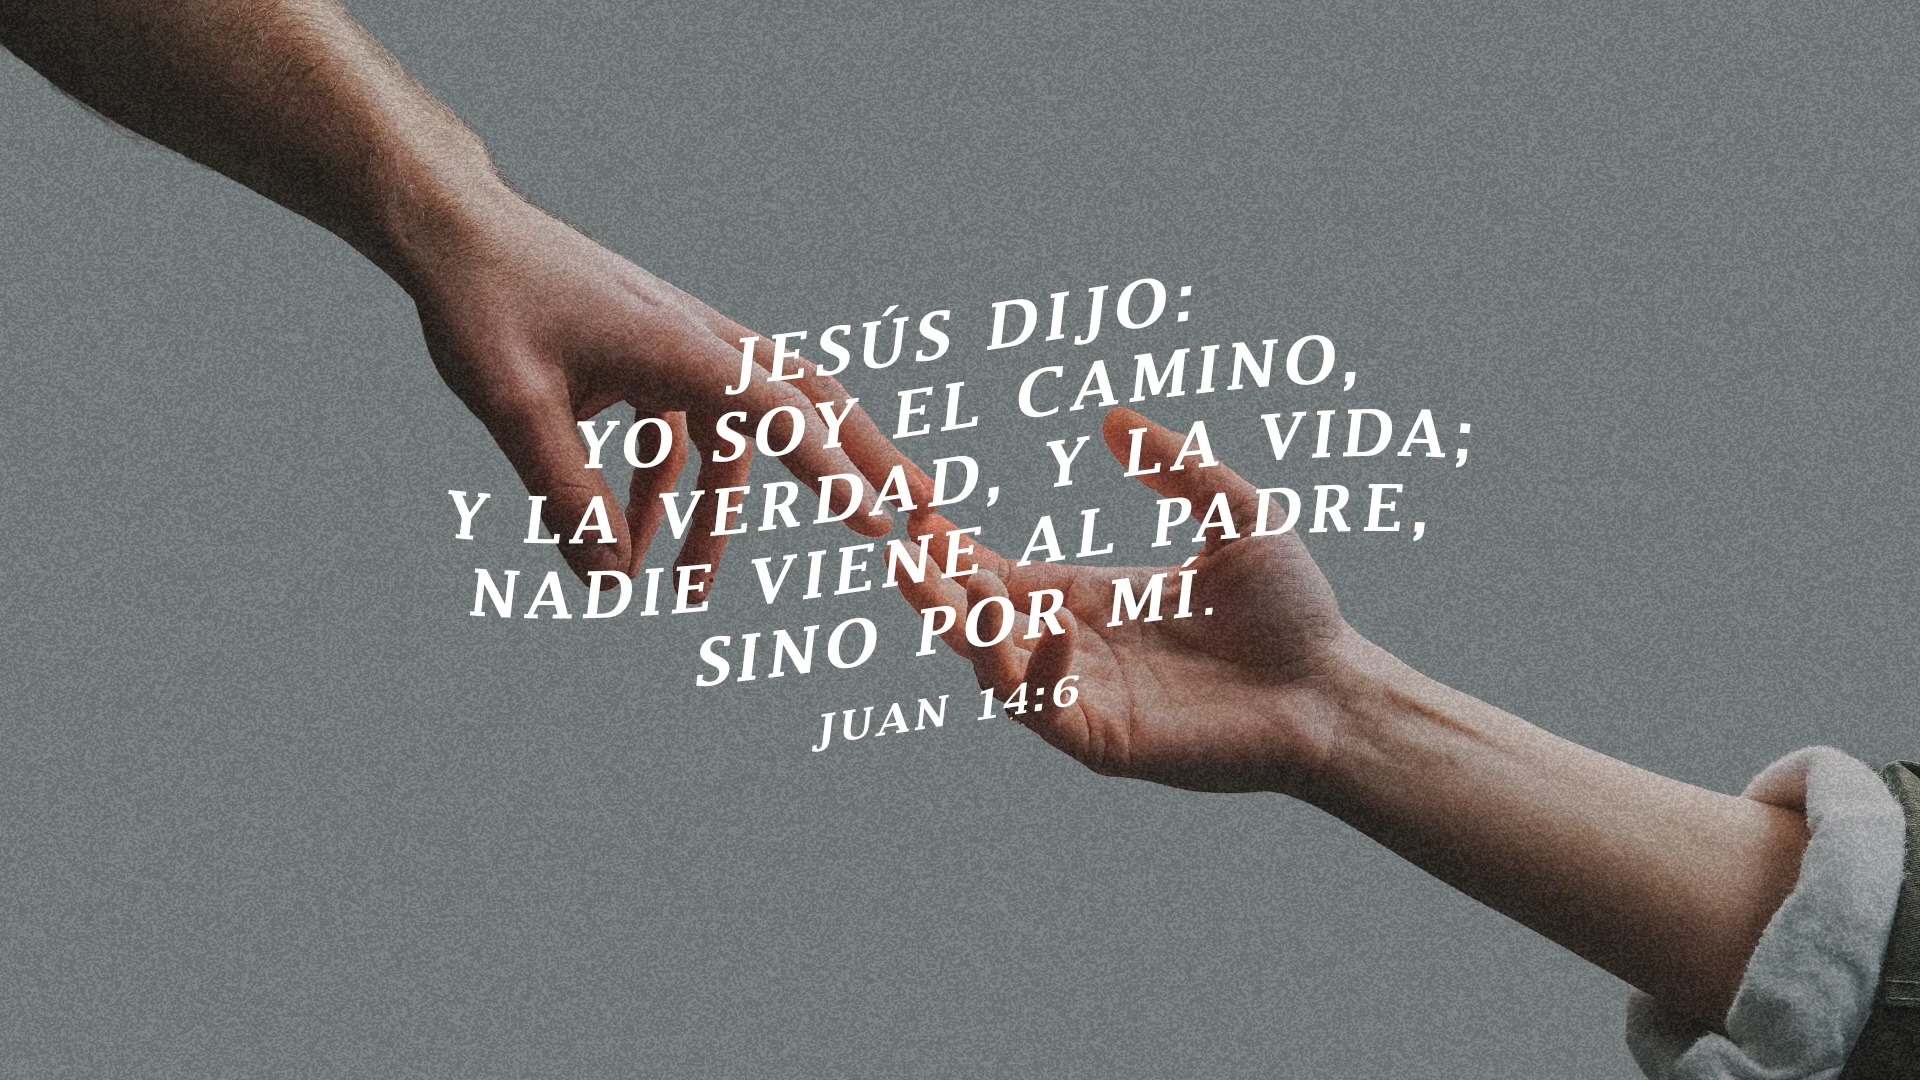 JESÚS DIJO:
YO SOY EL CAMINO,
Y LA VERDAD, Y LA VIDA;
NADIE VIENE AL PADRE,
SINO POR MÍ.
JUAN 14:6